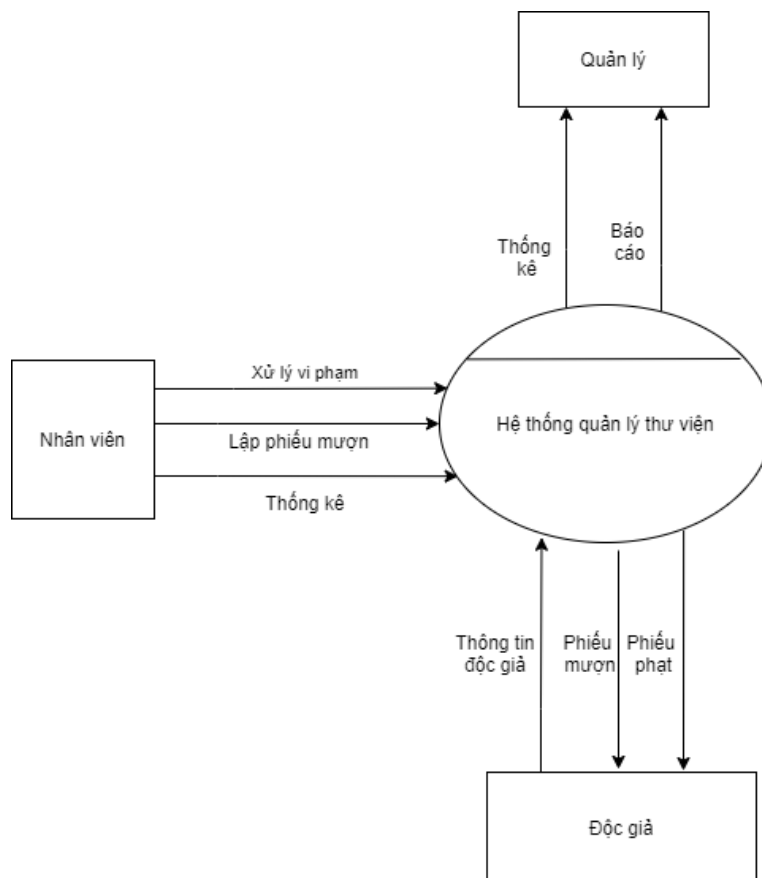 Quản lý
Thống
kê
Báo
cáo
Xử lý vi phạm
Nhân viên
Lập phiếu mượn
Hệ thống quản lý thư viện
Thống kê
Thông tin
độc giả
Phiếu
mượn
Phiếu
phạt
Độc giả